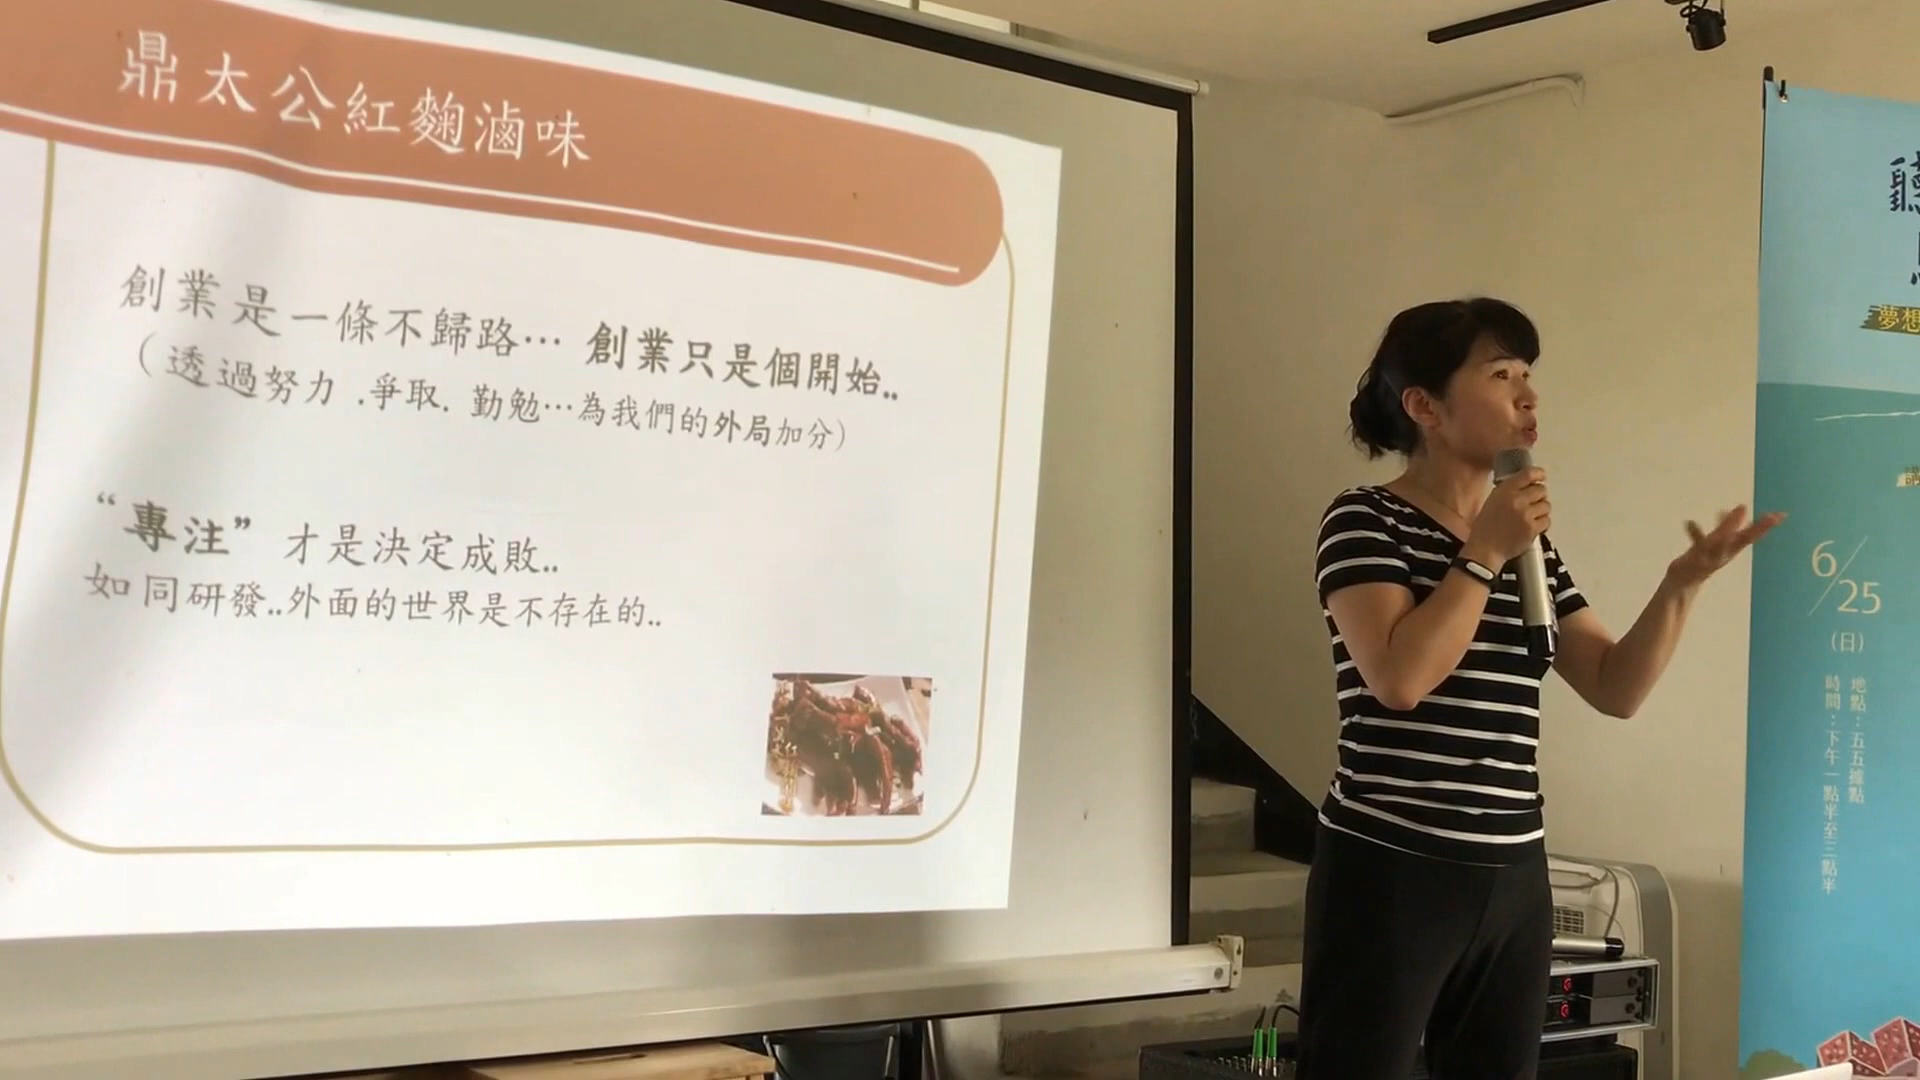 鼎太公紅麴滷味
創業是一條不歸路… 創業只是個開始..
（透過努力 .爭取. 勤勉…為我們的外局加分）
“專注” 才是決定成敗..
如同研發..外面的世界是不存在的..
聽
夢想
講
6/25
(日)
地點：五五據點
時間：下午一點半至三點半